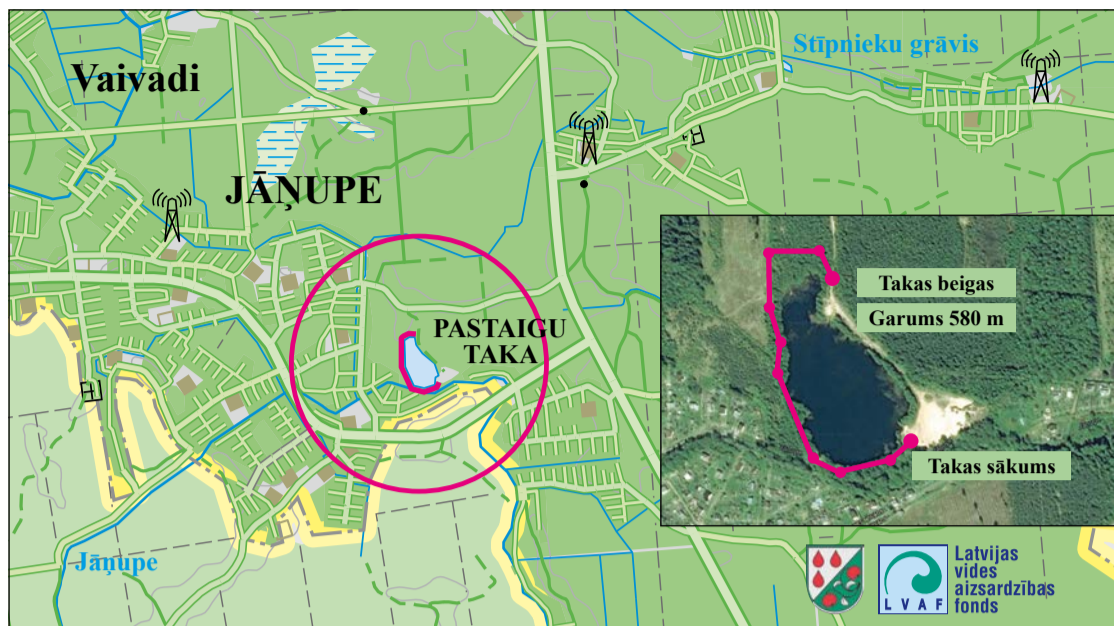 Vaivadi
Stīpnieku grāvis
JĀŅUPE
PASTAIGU
TAKA
Takas beigas
Garums 580 m
Takas sākums
Jāņupe
LVAF
Latvijas
vides
aizsardzības
fonds